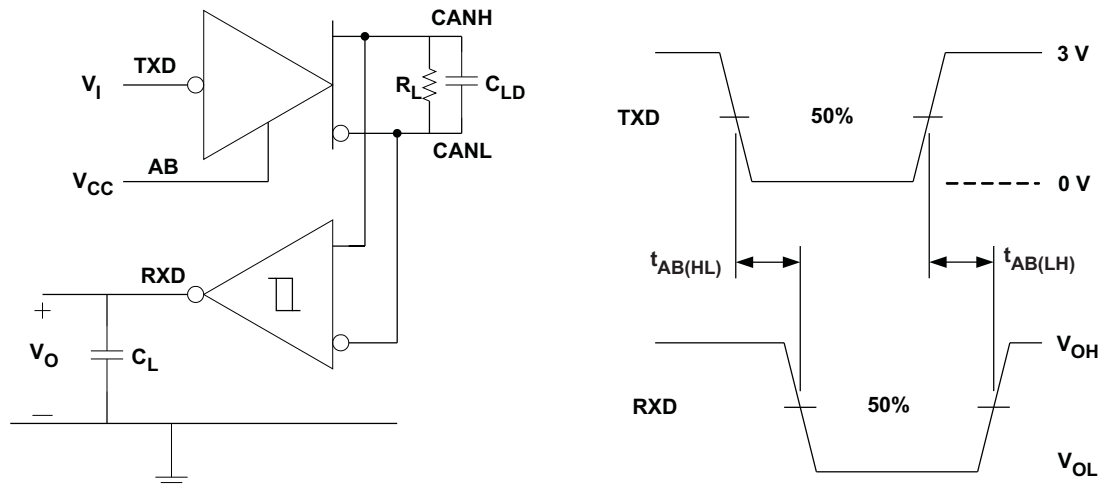 CANH
TXD
V_I
R_L
C_LD
CANL
AB
V_CC
RXD
+
V_O
C_L
—
3 V
TXD
50%
0 V
t_AB(HL)
t_AB(LH)
V_OH
RXD
50%
V_OL